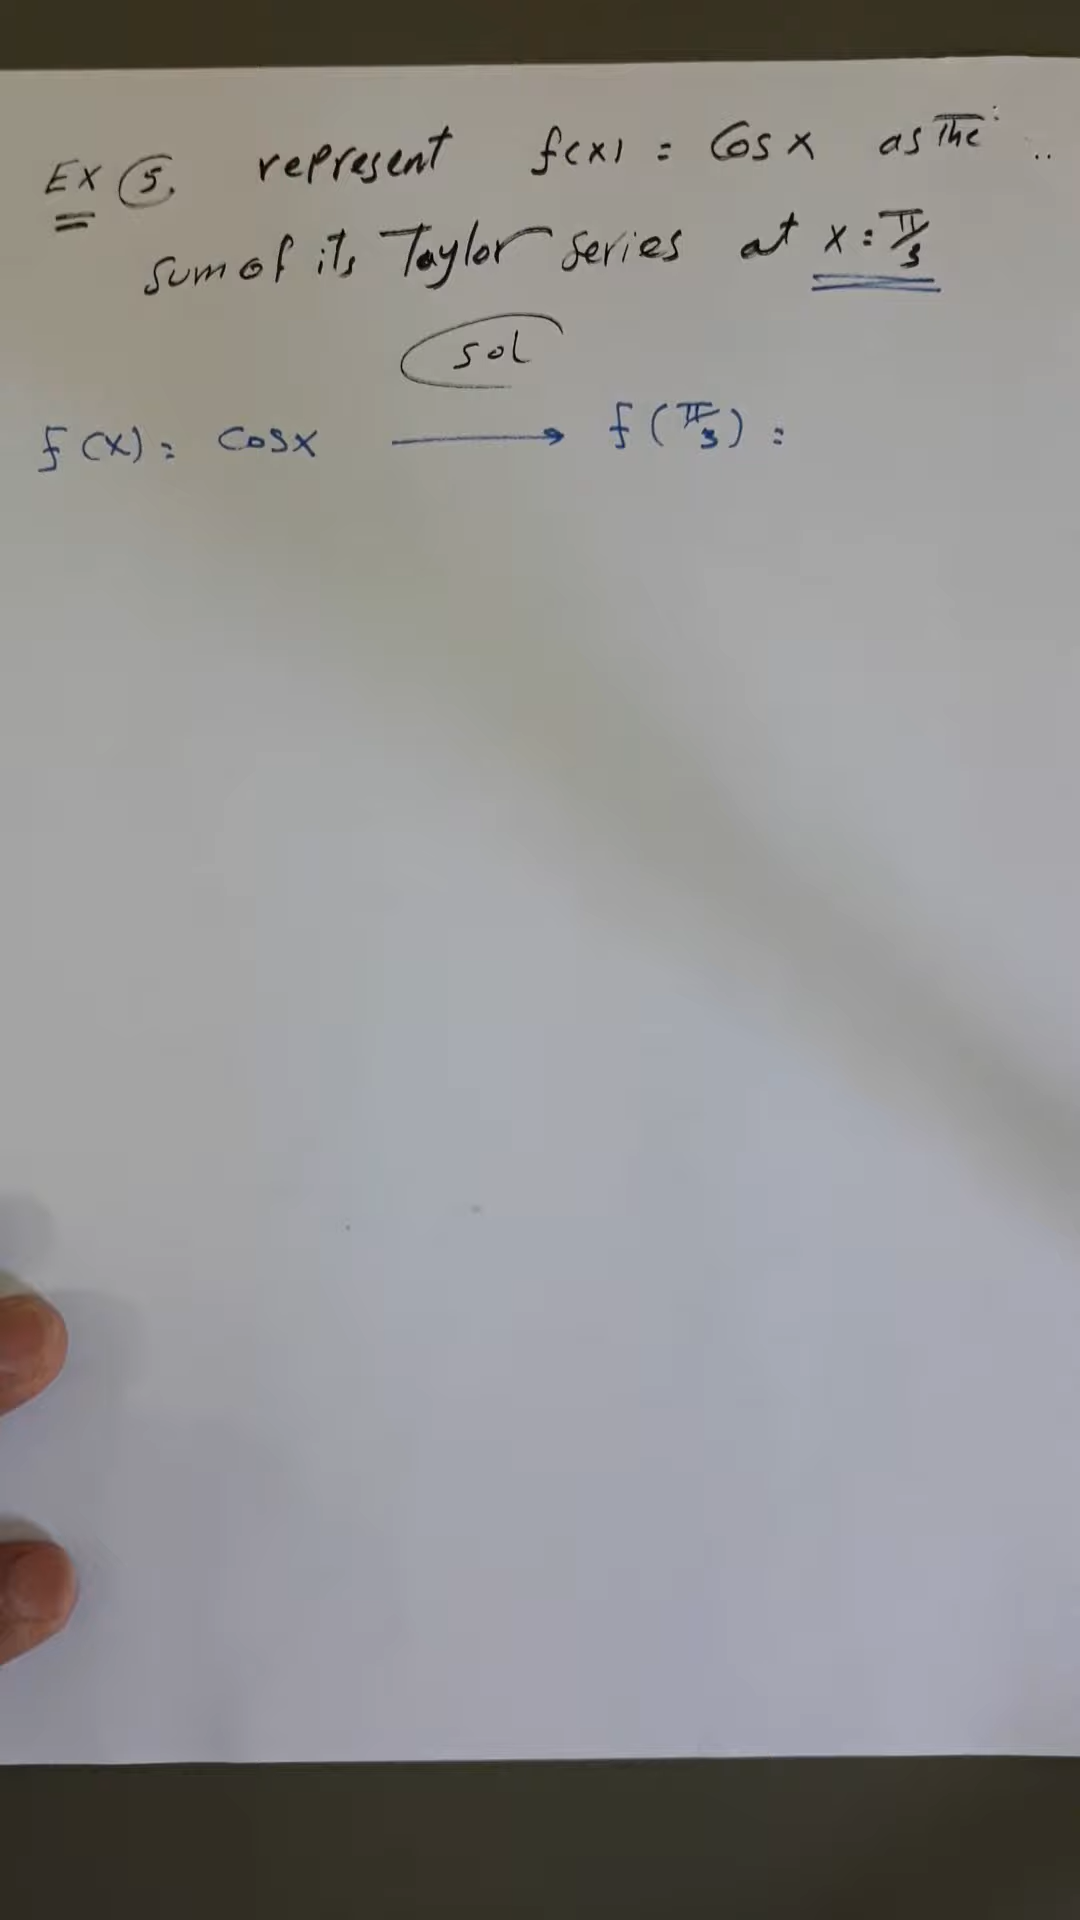 EX 5. represent f(x) = Cos x as the
sum of its Taylor series at x = π/3
sol
f(x) = cosx → f(π/3) =